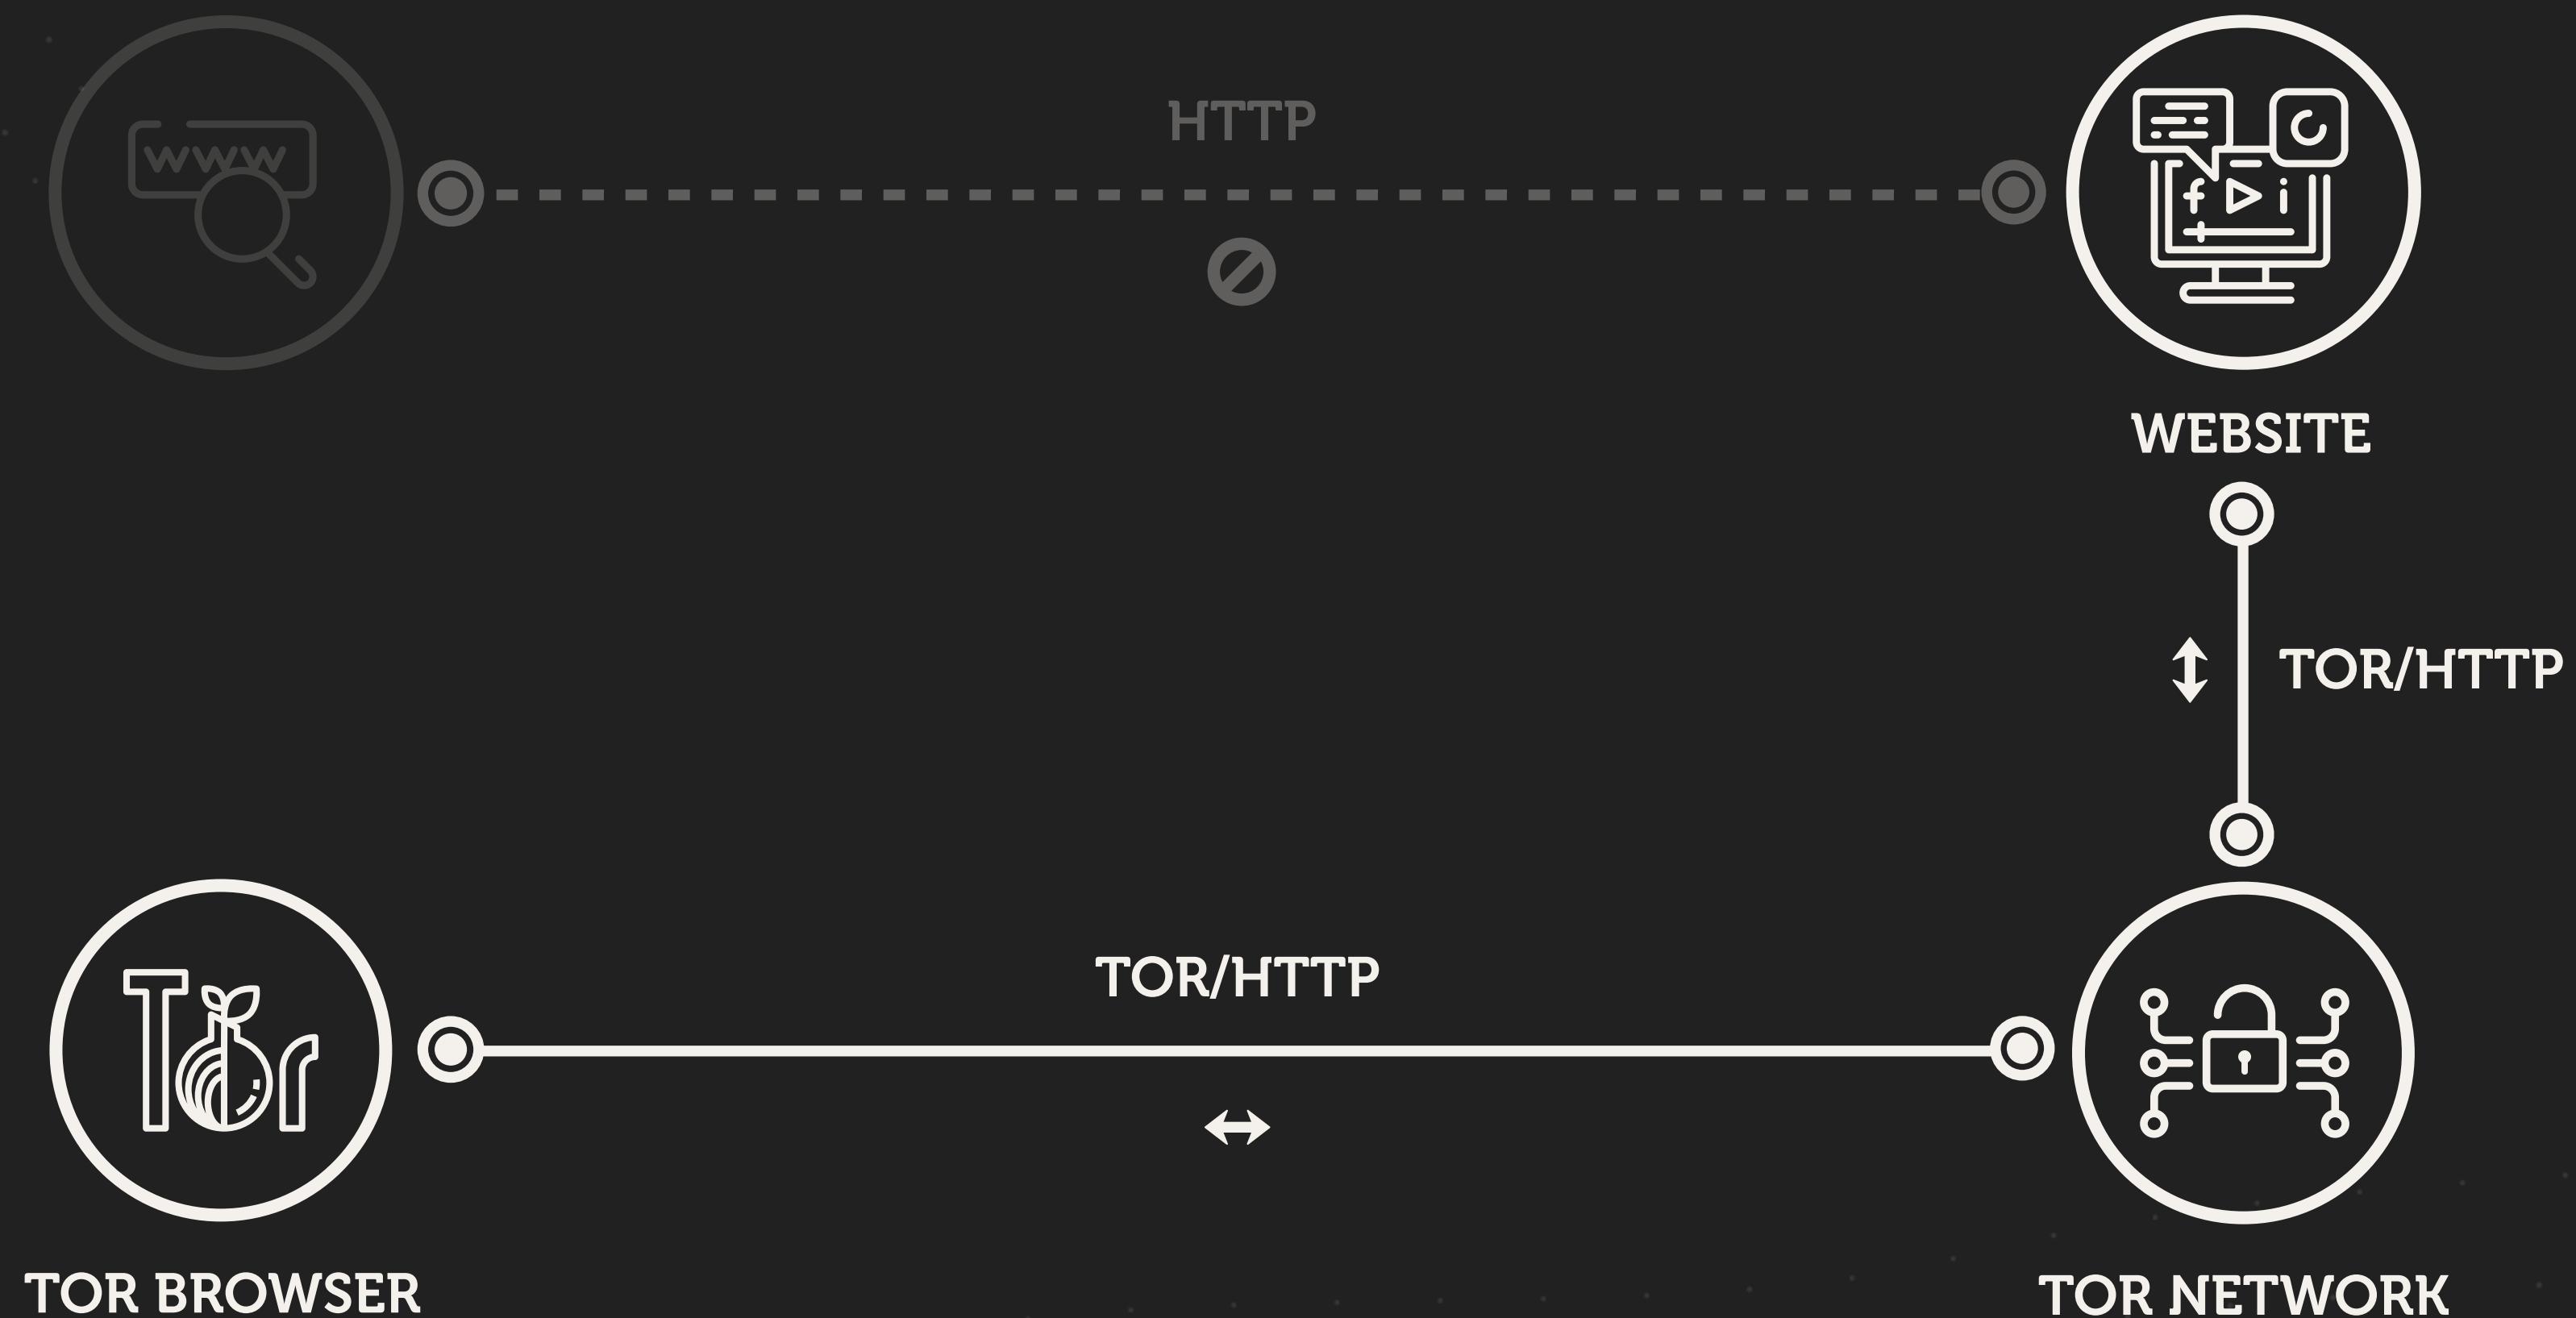 HTTP
www
f
i
t
WEBSITE
TOR/HTTP
TOR/HTTP
Tor
TOR BROWSER
TOR NETWORK